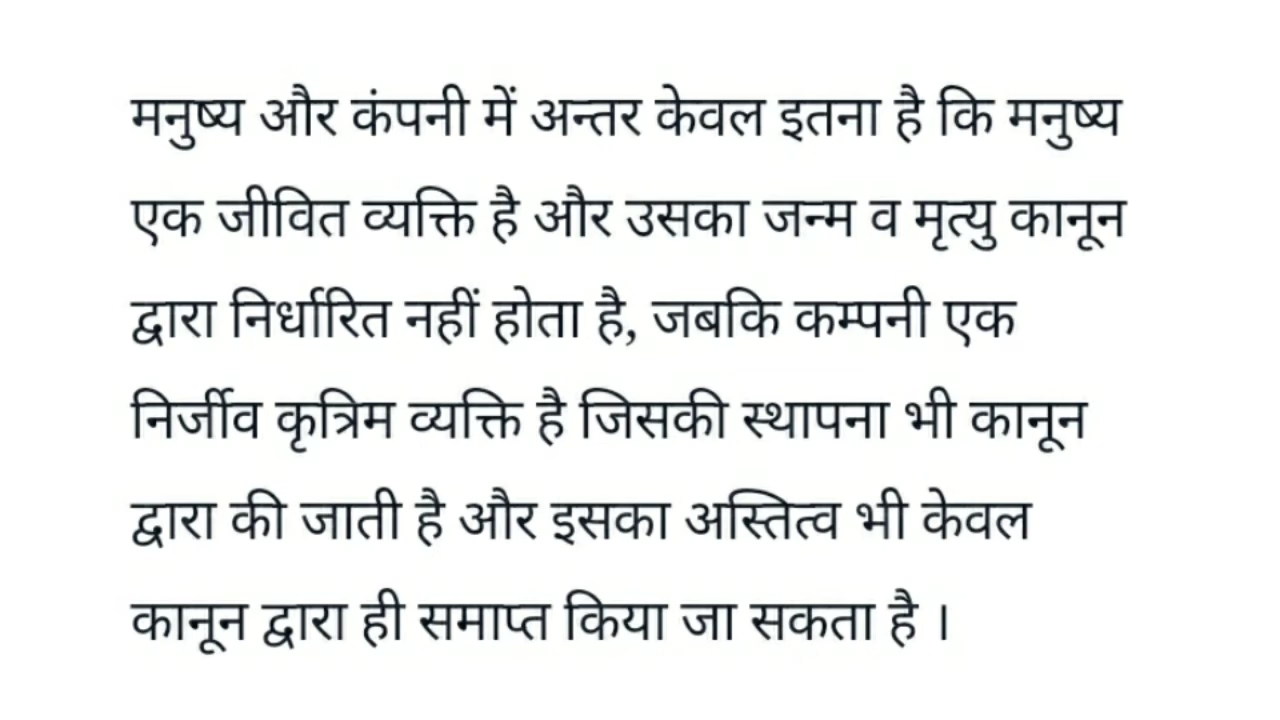 मनुष्य और कंपनी में अन्तर केवल इतना है कि मनुष्य
एक जीवित व्यक्ति है और उसका जन्म व मृत्यु कानून
द्वारा निर्धारित नहीं होता है, जबकि कम्पनी एक
निर्जीव कृत्रिम व्यक्ति है जिसकी स्थापना भी कानून
द्वारा की जाती है और इसका अस्तित्व भी केवल
कानून द्वारा ही समाप्त किया जा सकता है ।